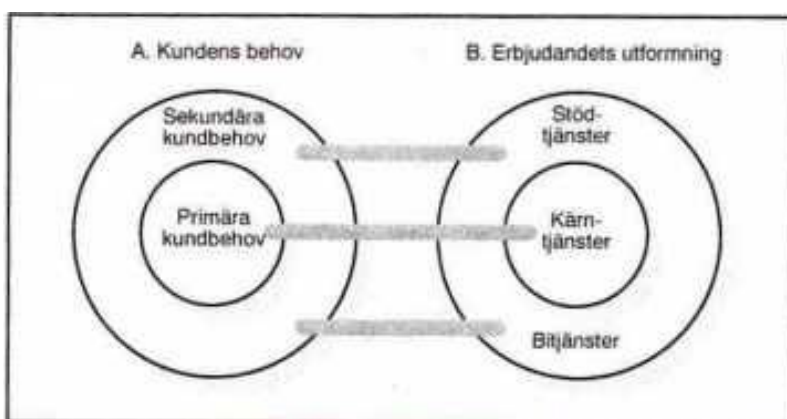 A. Kundens behov
B. Erbjudandets utformning
Sekundära
kundbehov
Primära
kundbehov
Stöd-
tjänster
Kärn-
tjänster
Bitjänster